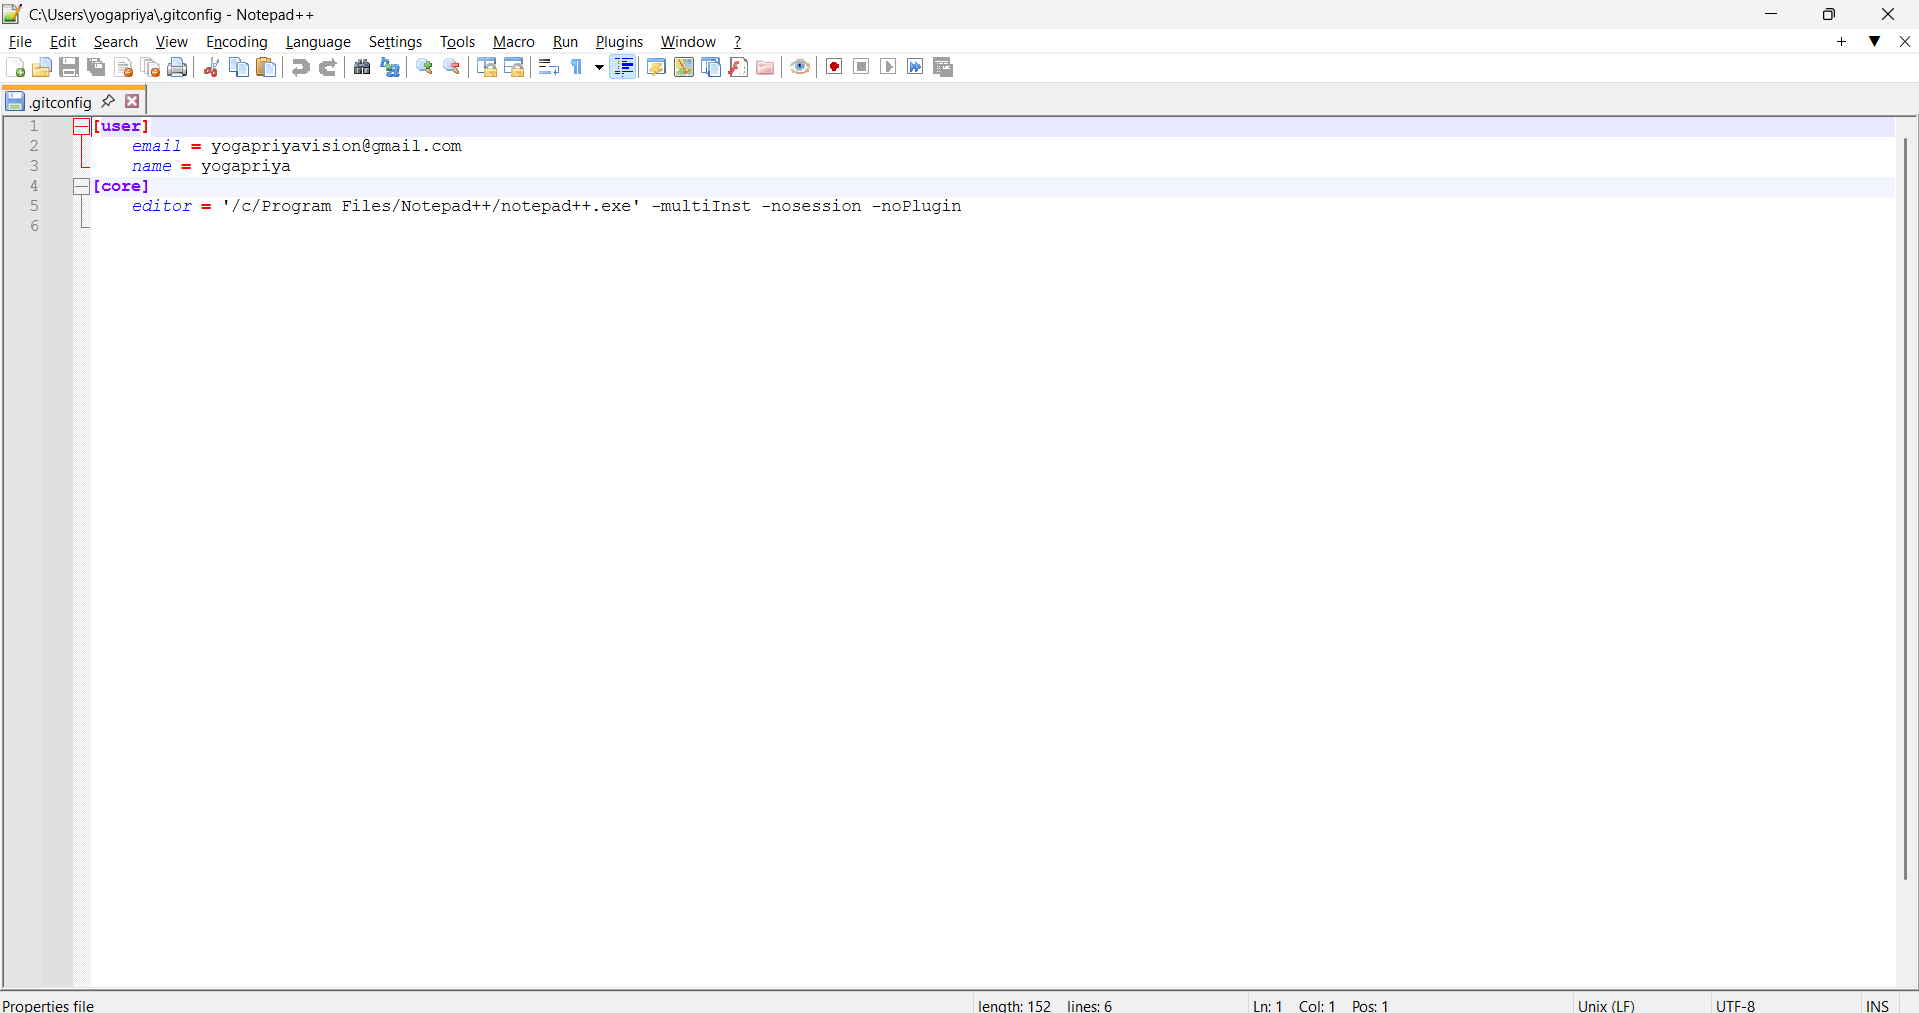 C:\Users\yogapriya\.gitconfig - Notepad++
File Edit Search View Encoding Language Settings Tools Macro Run Plugins Window ?
.gitconfig
1 [user]
2 email = yogapriyavision@gmail.com
3 name = yogapriya
4 [core]
5 editor = '/c/Program Files/Notepad++/notepad++.exe' -multiInst -nosession -noPlugin
6
Properties file length: 152 lines: 6 Ln: 1 Col: 1 Pos: 1 Unix (LF) UTF-8 INS